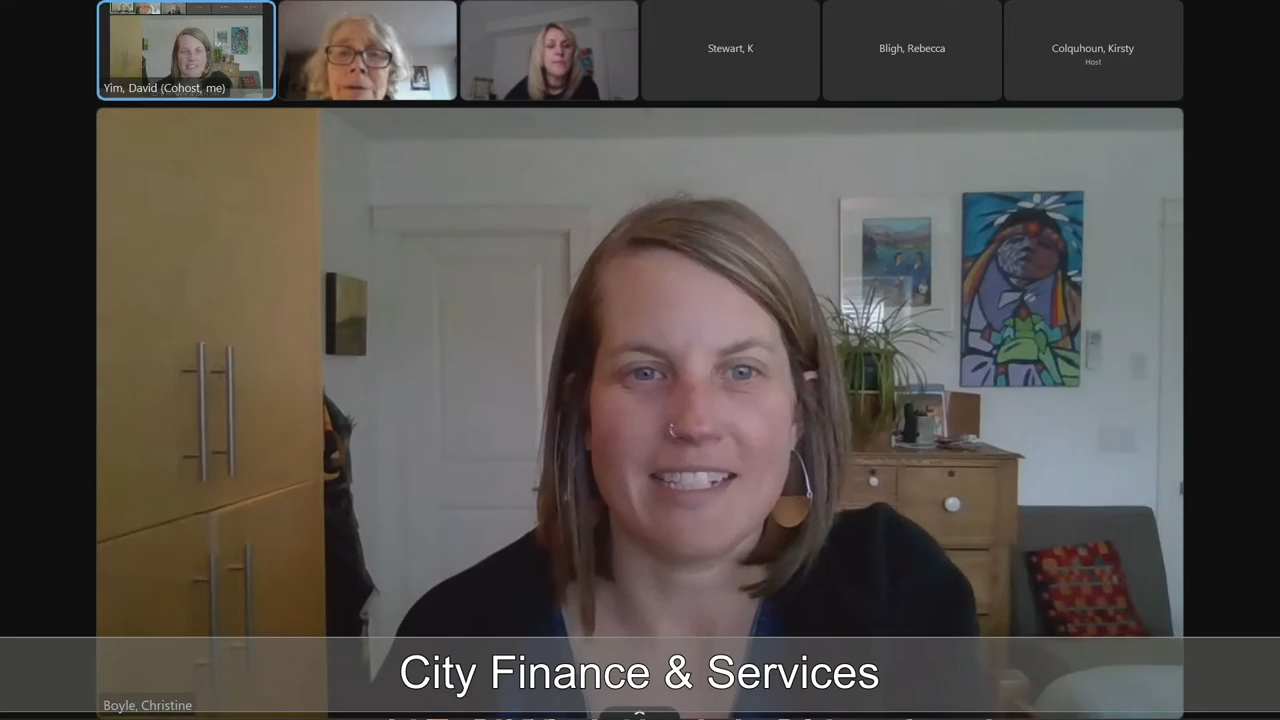 Yim, David (Cohost, me)
Stewart, K
Bligh, Rebecca
Colquhoun, Kirsty
Host
City Finance & Services
Boyle, Christine